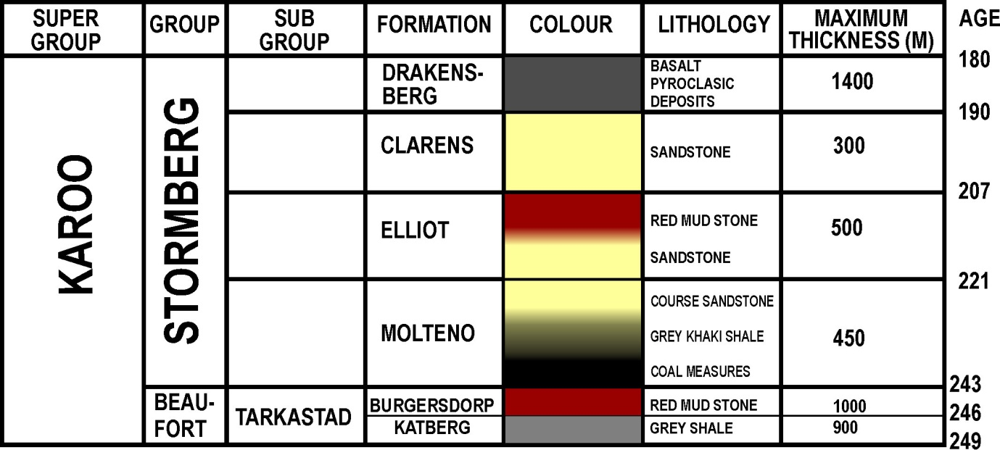 SUPER GROUP
GROUP
SUB GROUP
FORMATION
COLOUR
LITHOLOGY
MAXIMUM THICKNESS (M)
AGE
180
KAROO
STORMBERG
DRAKENS-
BERG
BASALT
PYROCLASIC
DEPOSITS
1400
190
CLARENS
SANDSTONE
300
207
ELLIOT
RED MUD STONE
SANDSTONE
500
221
MOLTENO
COURSE SANDSTONE
GREY KHAKI SHALE
COAL MEASURES
450
243
BEAU-
FORT
TARKASTAD
BURGERSDORP
RED MUD STONE
1000
246
KATBERG
GREY SHALE
900
249